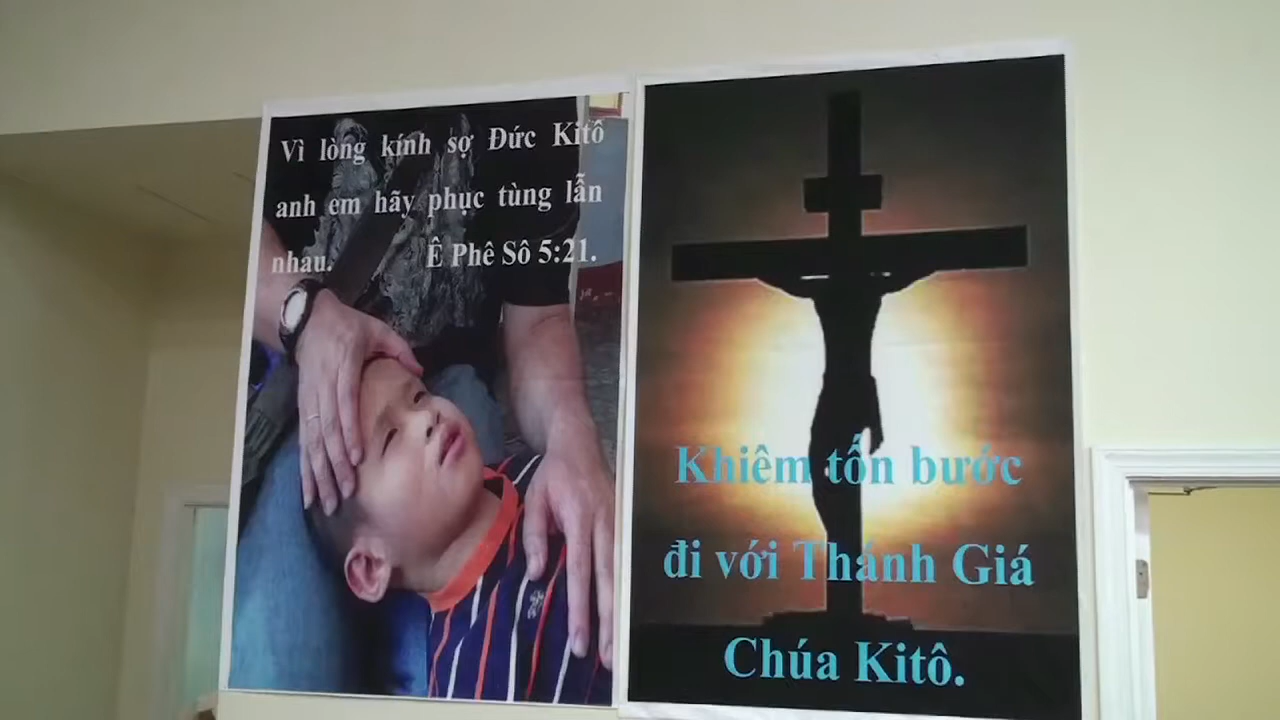 Vì lòng kính sợ Đức Kitô
anh em hãy phục tùng lẫn
nhau. Ê Phê Sô 5:21.
Khiêm tốn bước
đi với Thánh Giá
Chúa Kitô.